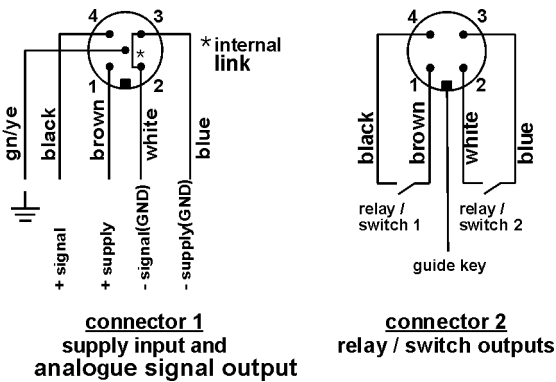 4
3
1
2
* internal
link
gn/ye
black
brown
white
blue
*
+ signal
+ supply
- signal(GND)
- supply(GND)
connector 1
supply input and
analogue signal output
4
3
1
2
black
brown
white
blue
relay /
switch 1
relay /
switch 2
guide key
connector 2
relay / switch outputs